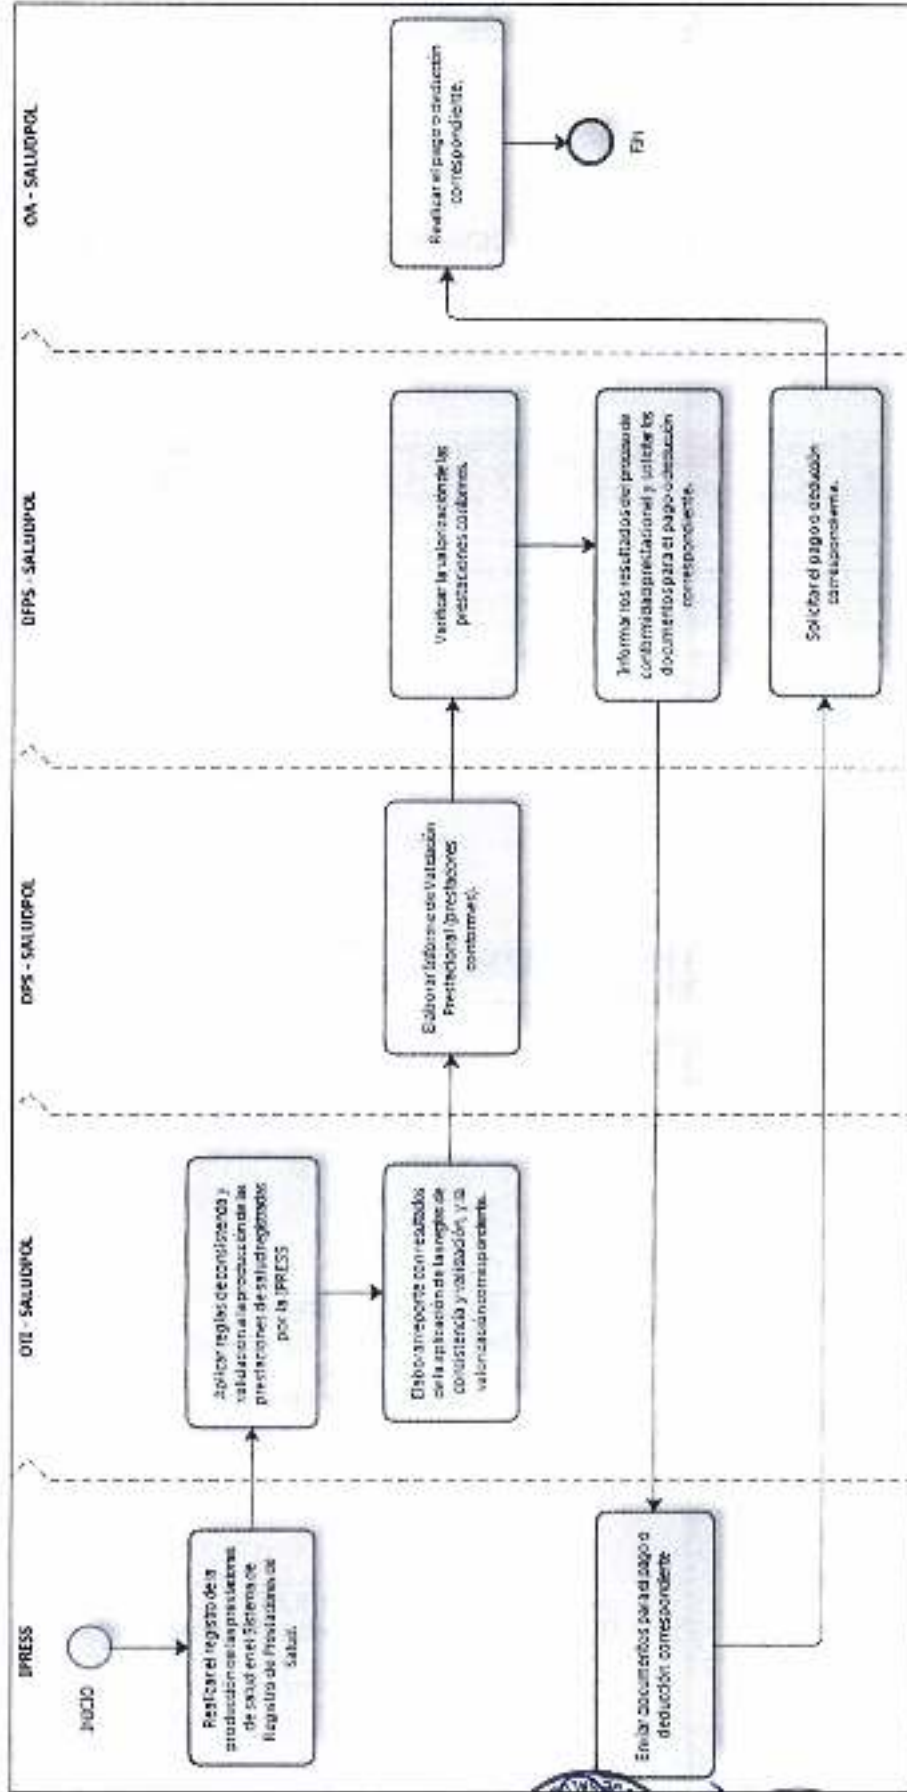 IPRESS
OTI - SALUDPOL
DPS - SALUDPOL
DFPS - SALUDPOL
OA - SALUDPOL
INICIO
Realizar el registro de la
producción de las prestaciones
de salud en el Sistema de
Registro de Prestaciones de
Salud.
Aplicar reglas de consistencia y
validación a la producción de las
prestaciones de salud registradas
por la IPRESS
Elaborar reporte con resultados
de la aplicación de las reglas de
consistencia y validación, y la
valorización correspondiente.
Elaborar Informe de Validación
Prestacional (prestaciones
conformes).
Verificar la valorización de las
prestaciones conformes.
Informar los resultados del proceso de
conformidad prestacional y solicitar los
documentos para el pago o deducción
correspondiente.
Enviar documentos para el pago o
deducción correspondiente
Solicitar el pago o deducción
correspondiente.
Realizar el pago o deducción
correspondiente.
FIN